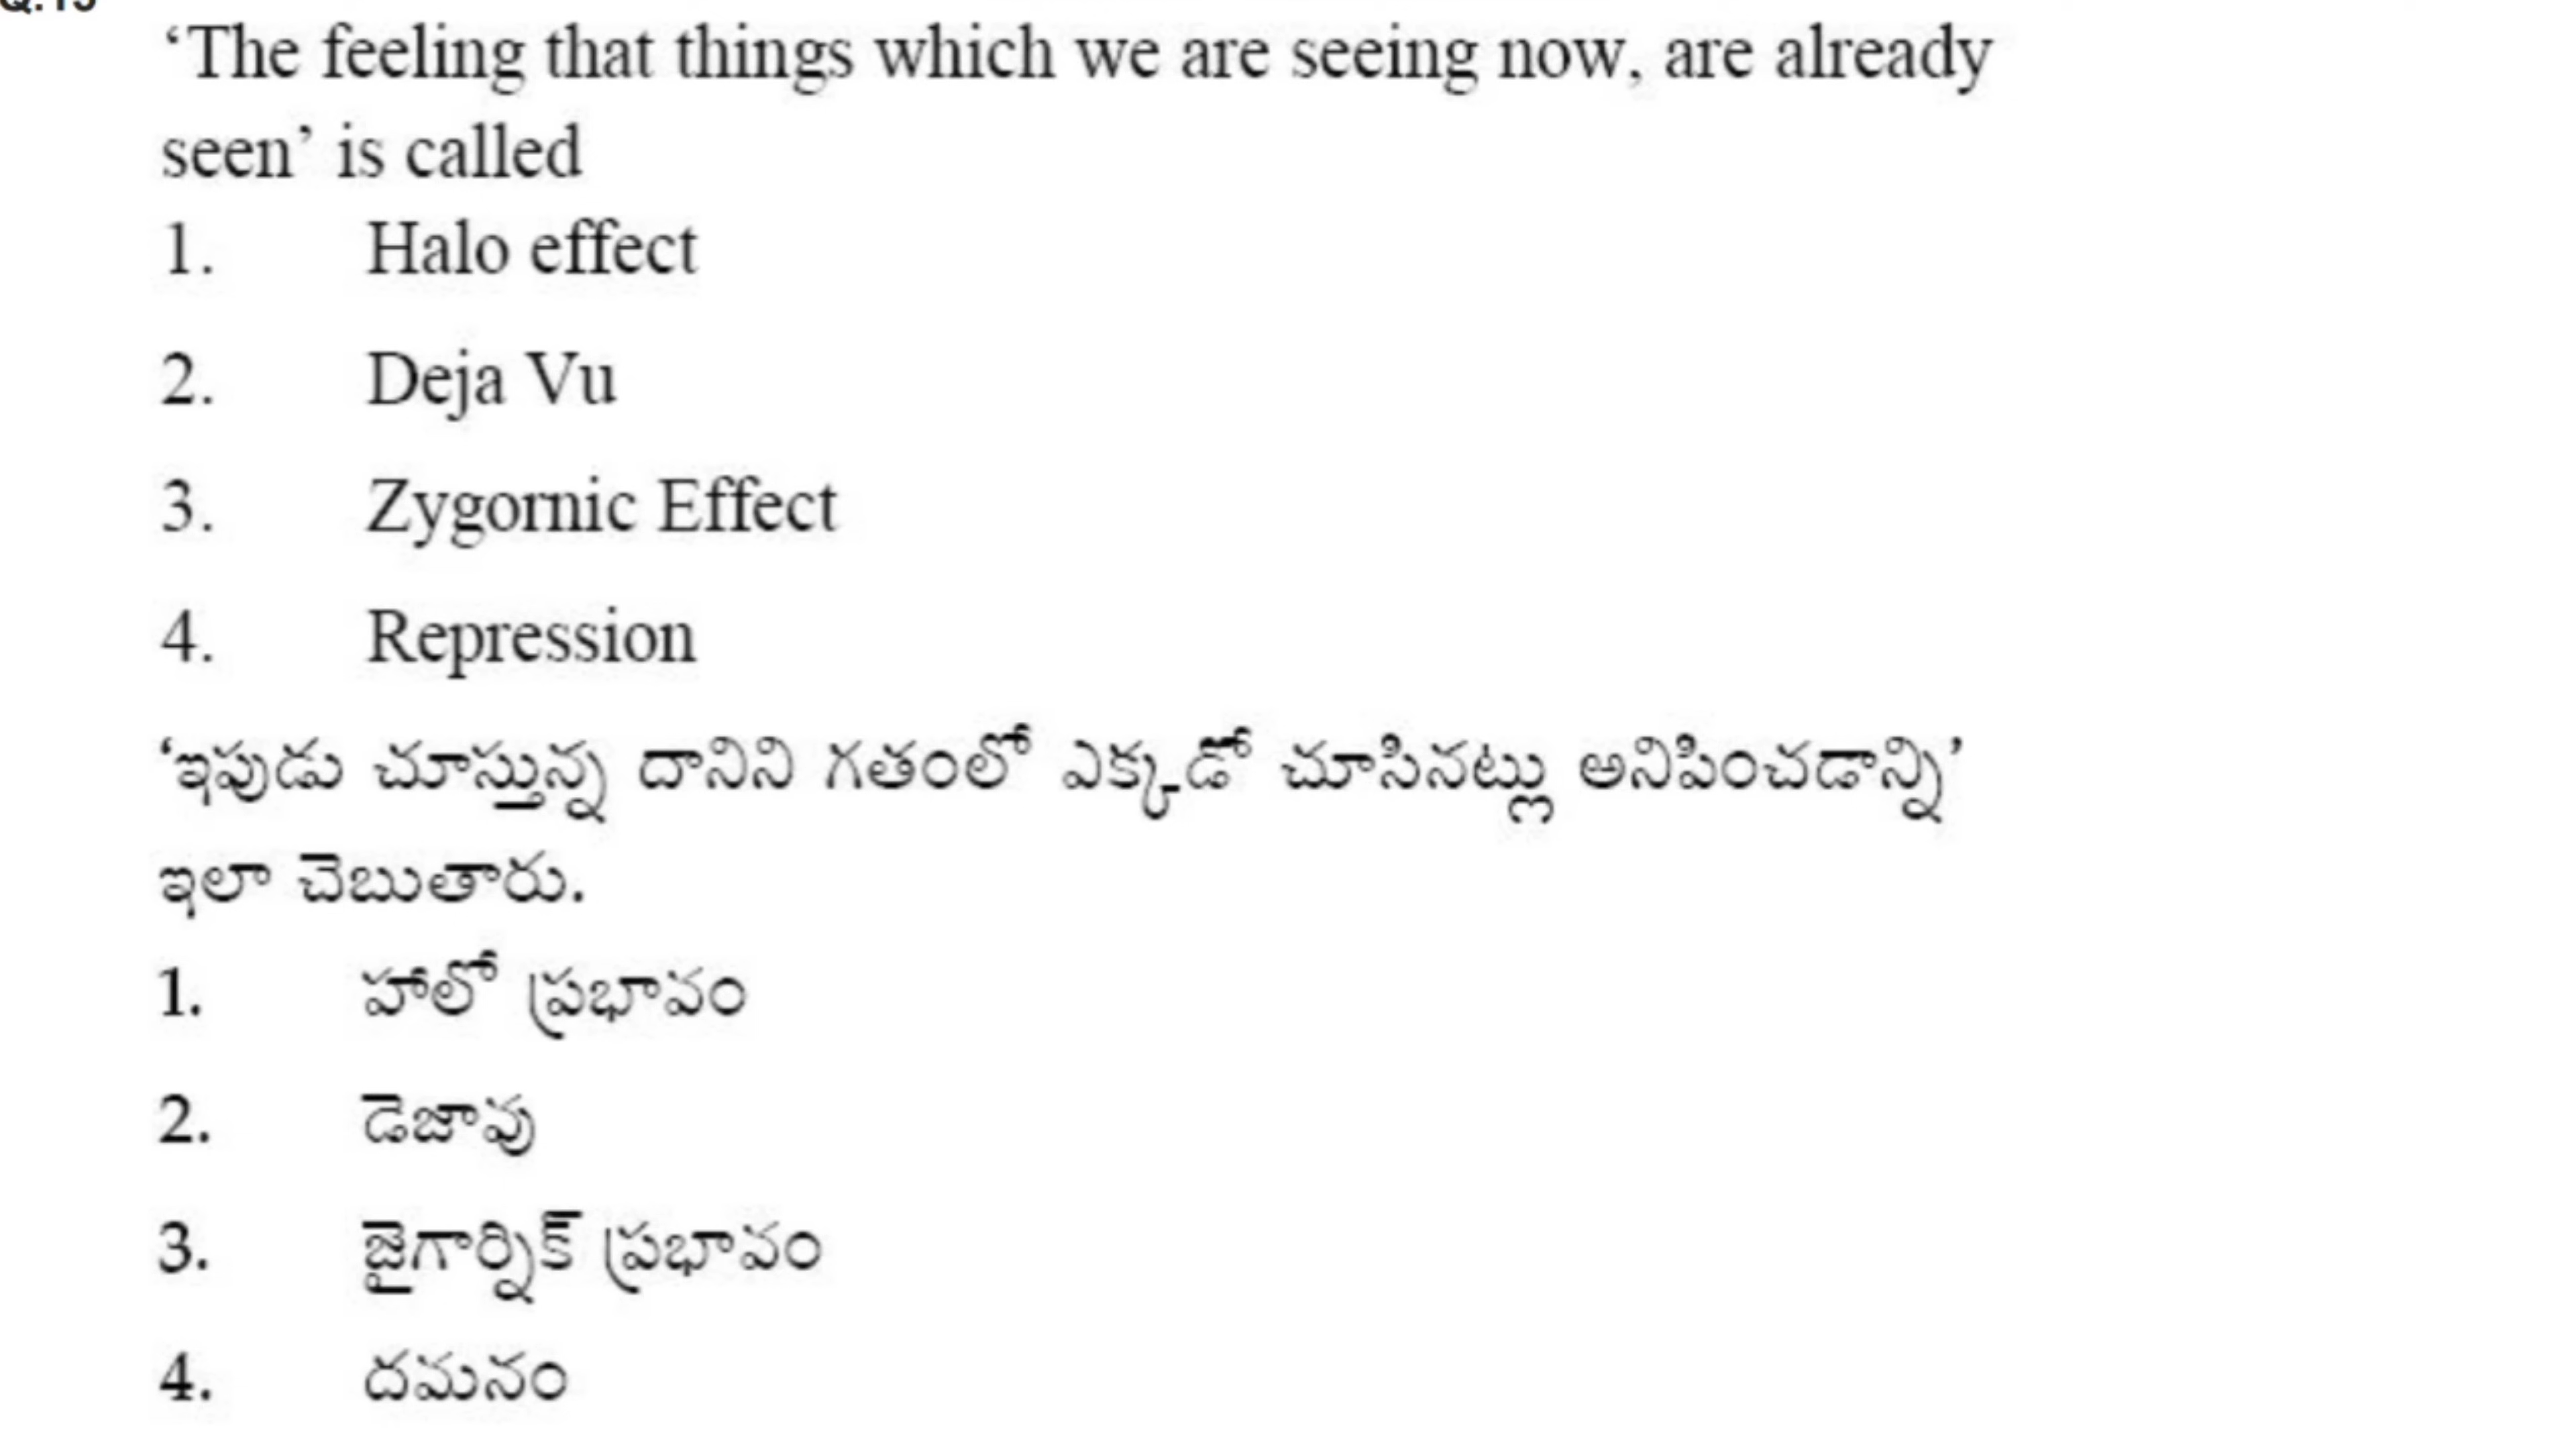 Q.15
‘The feeling that things which we are seeing now, are already
seen’ is called
1. Halo effect
2. Deja Vu
3. Zygornic Effect
4. Repression
‘ఇపుడు చూస్తున్న దానిని గతంలో ఎక్కడో చూసినట్లు అనిపించడాన్ని’
ఇలా చెబుతారు.
1. హాలో ప్రభావం
2. డెజావు
3. జైగార్నిక్ ప్రభావం
4. దమనం